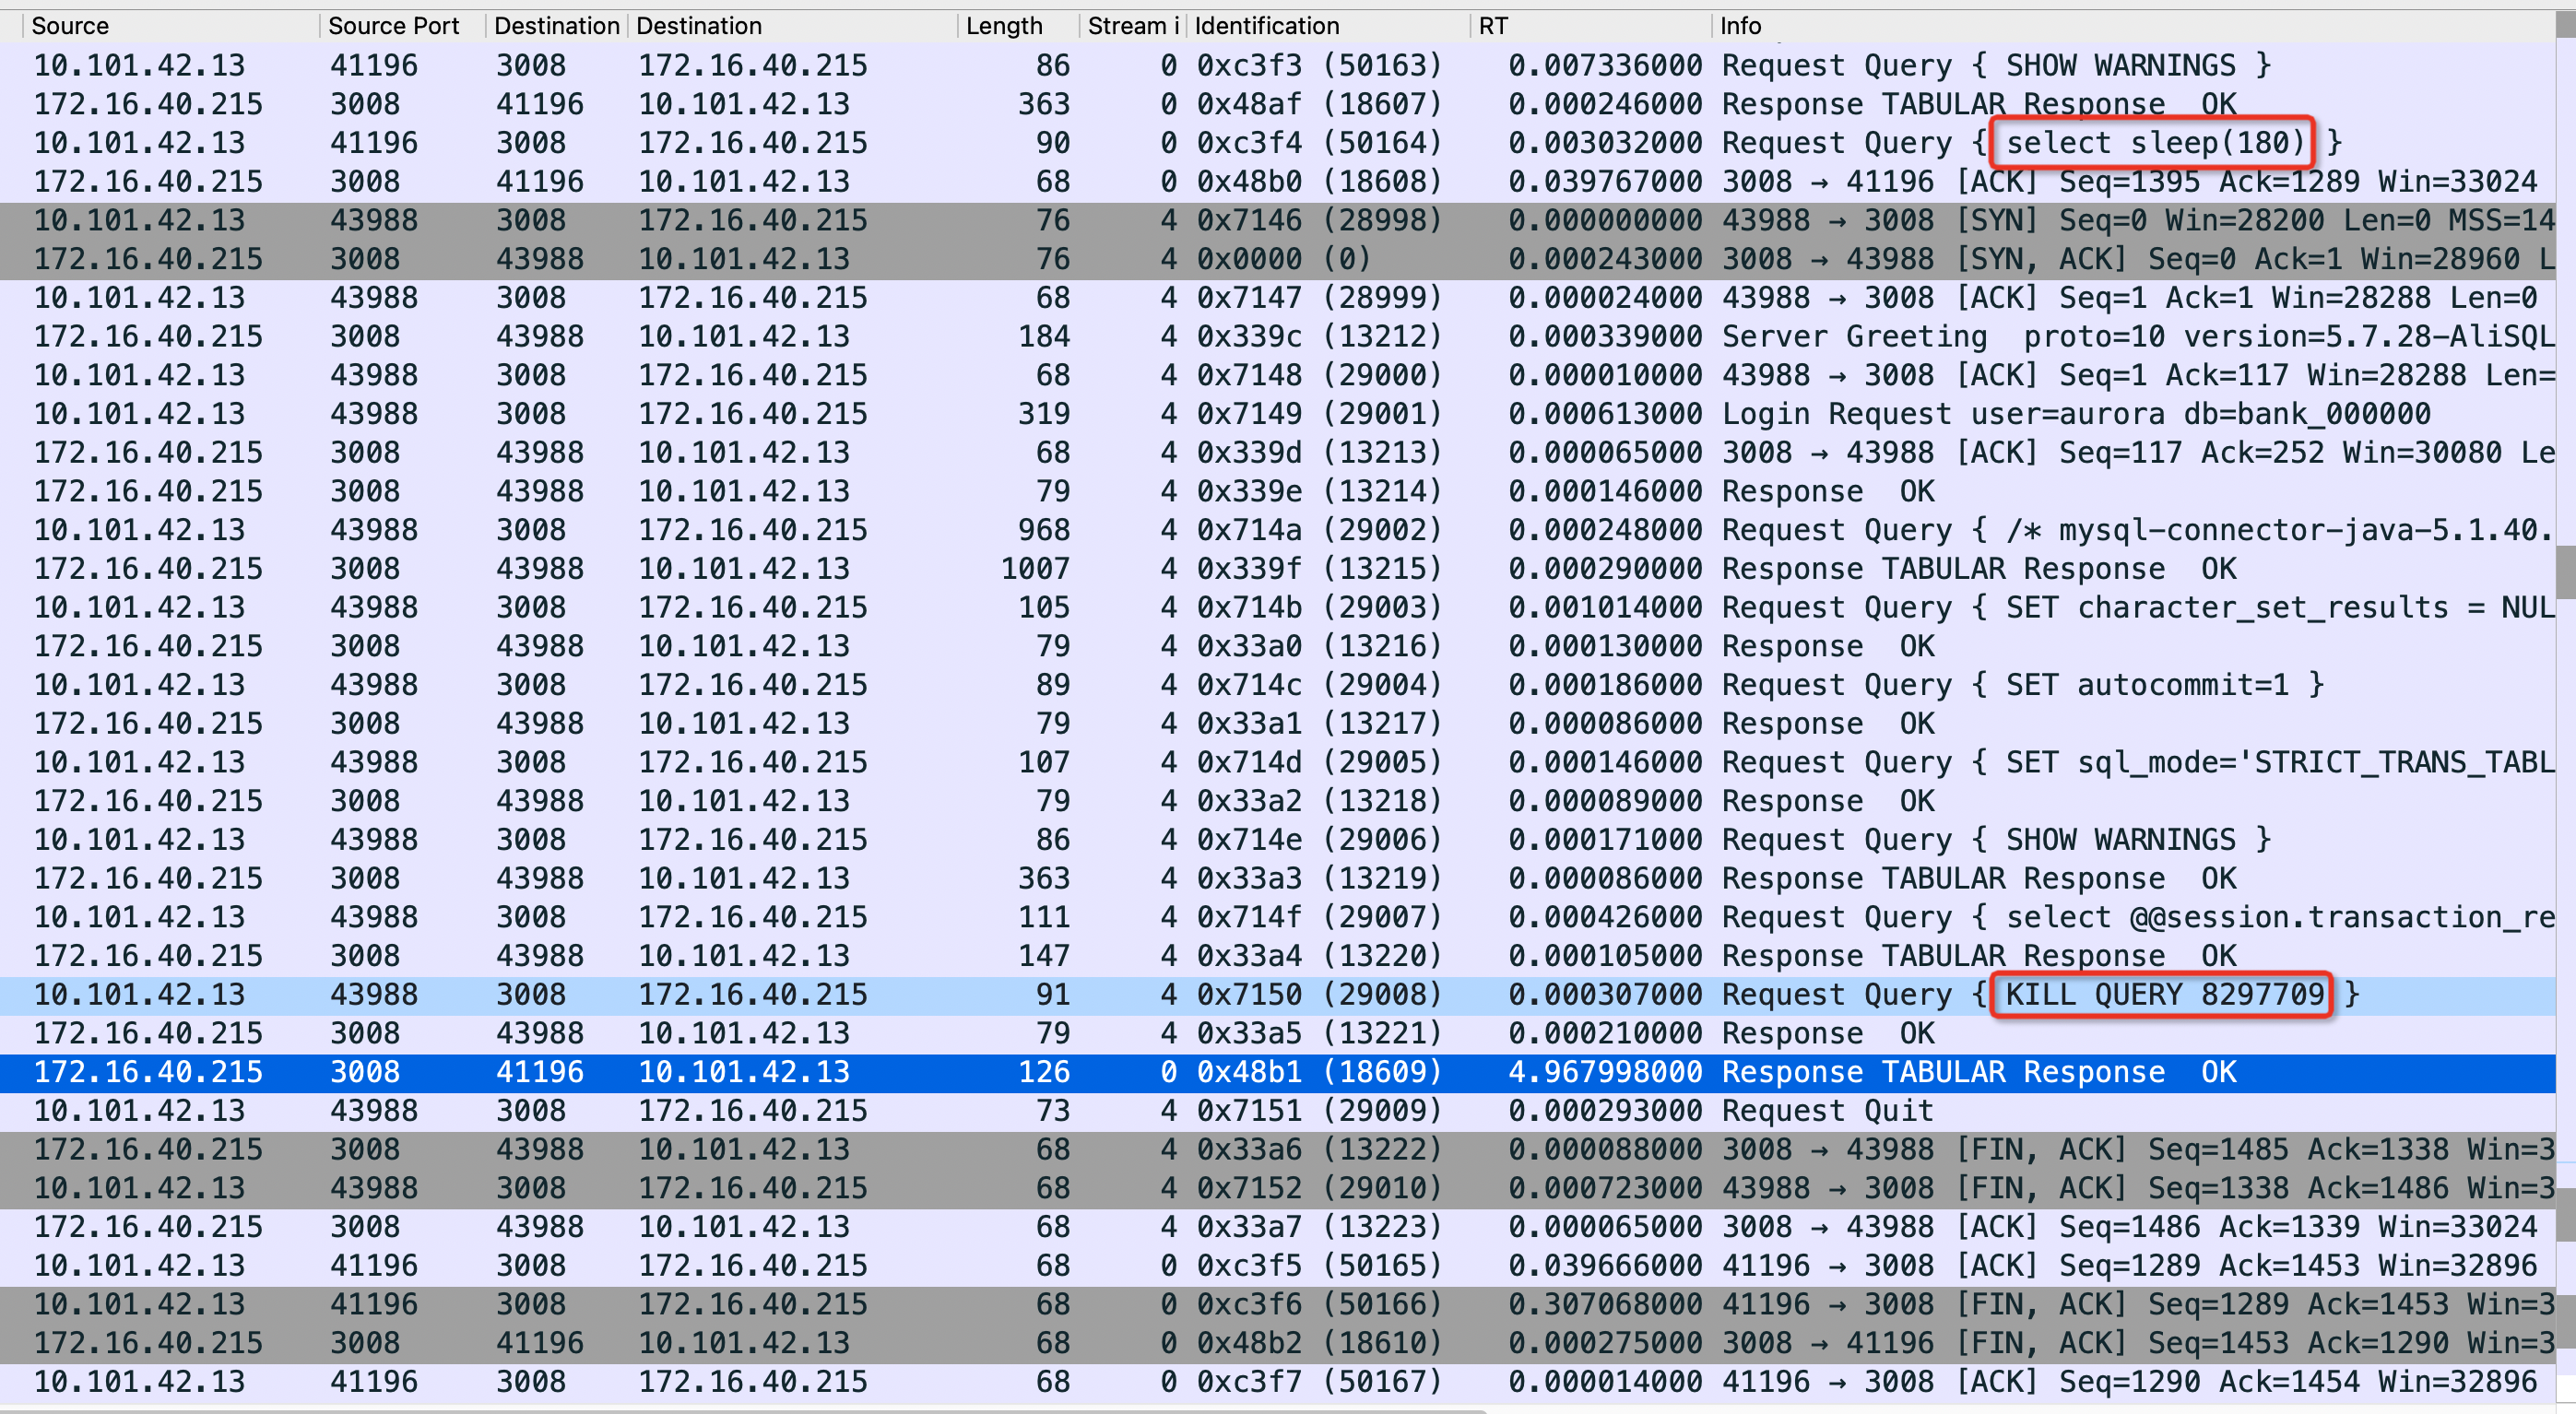 Source Source Port Destination Destination Length Stream i Identification RT Info
10.101.42.13 41196 3008 172.16.40.215 86 0 0xc3f3 (50163) 0.007336000 Request Query { SHOW WARNINGS }
172.16.40.215 3008 41196 10.101.42.13 363 0 0x48af (18607) 0.000246000 Response TABULAR Response OK
10.101.42.13 41196 3008 172.16.40.215 90 0 0xc3f4 (50164) 0.003032000 Request Query { select sleep(180) }
172.16.40.215 3008 41196 10.101.42.13 68 0 0x48b0 (18608) 0.039767000 3008 → 41196 [ACK] Seq=1395 Ack=1289 Win=33024
10.101.42.13 43988 3008 172.16.40.215 76 4 0x7146 (28998) 0.000000000 43988 → 3008 [SYN] Seq=0 Win=28200 Len=0 MSS=14
172.16.40.215 3008 43988 10.101.42.13 76 4 0x0000 (0) 0.000243000 3008 → 43988 [SYN, ACK] Seq=0 Ack=1 Win=28960 L
10.101.42.13 43988 3008 172.16.40.215 68 4 0x7147 (28999) 0.000024000 43988 → 3008 [ACK] Seq=1 Ack=1 Win=28288 Len=0
172.16.40.215 3008 43988 10.101.42.13 184 4 0x339c (13212) 0.000339000 Server Greeting proto=10 version=5.7.28-AliSQL
10.101.42.13 43988 3008 172.16.40.215 68 4 0x7148 (29000) 0.000010000 43988 → 3008 [ACK] Seq=1 Ack=117 Win=28288 Len=
10.101.42.13 43988 3008 172.16.40.215 319 4 0x7149 (29001) 0.000613000 Login Request user=aurora db=bank_000000
172.16.40.215 3008 43988 10.101.42.13 68 4 0x339d (13213) 0.000065000 3008 → 43988 [ACK] Seq=117 Ack=252 Win=30080 Le
172.16.40.215 3008 43988 10.101.42.13 79 4 0x339e (13214) 0.000146000 Response OK
10.101.42.13 43988 3008 172.16.40.215 968 4 0x714a (29002) 0.000248000 Request Query { /* mysql-connector-java-5.1.40.
172.16.40.215 3008 43988 10.101.42.13 1007 4 0x339f (13215) 0.000290000 Response TABULAR Response OK
10.101.42.13 43988 3008 172.16.40.215 105 4 0x714b (29003) 0.001014000 Request Query { SET character_set_results = NUL
172.16.40.215 3008 43988 10.101.42.13 79 4 0x33a0 (13216) 0.000130000 Response OK
10.101.42.13 43988 3008 172.16.40.215 89 4 0x714c (29004) 0.000186000 Request Query { SET autocommit=1 }
172.16.40.215 3008 43988 10.101.42.13 79 4 0x33a1 (13217) 0.000086000 Response OK
10.101.42.13 43988 3008 172.16.40.215 107 4 0x714d (29005) 0.000146000 Request Query { SET sql_mode='STRICT_TRANS_TABL
172.16.40.215 3008 43988 10.101.42.13 79 4 0x33a2 (13218) 0.000089000 Response OK
10.101.42.13 43988 3008 172.16.40.215 86 4 0x714e (29006) 0.000171000 Request Query { SHOW WARNINGS }
172.16.40.215 3008 43988 10.101.42.13 363 4 0x33a3 (13219) 0.000086000 Response TABULAR Response OK
10.101.42.13 43988 3008 172.16.40.215 111 4 0x714f (29007) 0.000426000 Request Query { select @@session.transaction_re
172.16.40.215 3008 43988 10.101.42.13 147 4 0x33a4 (13220) 0.000105000 Response TABULAR Response OK
10.101.42.13 43988 3008 172.16.40.215 91 4 0x7150 (29008) 0.000307000 Request Query { KILL QUERY 8297709 }
172.16.40.215 3008 43988 10.101.42.13 79 4 0x33a5 (13221) 0.000210000 Response OK
172.16.40.215 3008 41196 10.101.42.13 126 0 0x48b1 (18609) 4.967998000 Response TABULAR Response OK
10.101.42.13 43988 3008 172.16.40.215 73 4 0x7151 (29009) 0.000293000 Request Quit
172.16.40.215 3008 43988 10.101.42.13 68 4 0x33a6 (13222) 0.000088000 3008 → 43988 [FIN, ACK] Seq=1485 Ack=1338 Win=3
10.101.42.13 43988 3008 172.16.40.215 68 4 0x7152 (29010) 0.000723000 43988 → 3008 [FIN, ACK] Seq=1338 Ack=1486 Win=3
172.16.40.215 3008 43988 10.101.42.13 68 4 0x33a7 (13223) 0.000065000 3008 → 43988 [ACK] Seq=1486 Ack=1339 Win=33024
10.101.42.13 41196 3008 172.16.40.215 68 0 0xc3f5 (50165) 0.039666000 41196 → 3008 [ACK] Seq=1289 Ack=1453 Win=32896
10.101.42.13 41196 3008 172.16.40.215 68 0 0xc3f6 (50166) 0.307068000 41196 → 3008 [FIN, ACK] Seq=1289 Ack=1453 Win=3
172.16.40.215 3008 41196 10.101.42.13 68 0 0x48b2 (18610) 0.000275000 3008 → 41196 [FIN, ACK] Seq=1453 Ack=1290 Win=3
10.101.42.13 41196 3008 172.16.40.215 68 0 0xc3f7 (50167) 0.000014000 41196 → 3008 [ACK] Seq=1290 Ack=1454 Win=32896